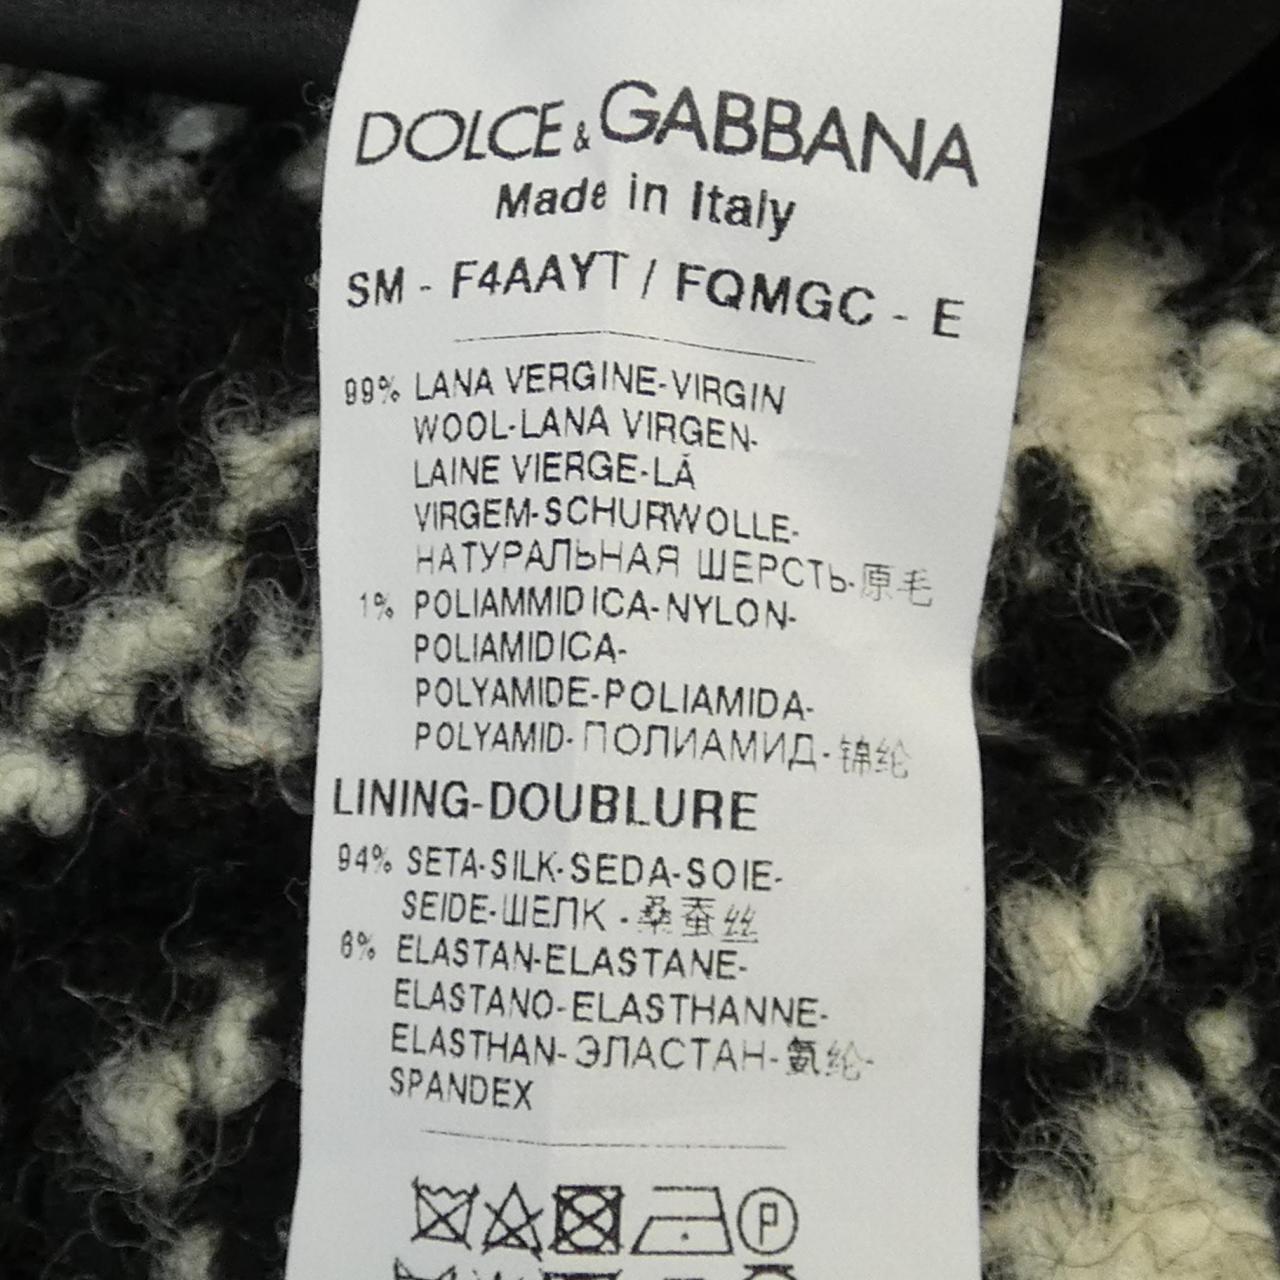 DOLCE & GABBANA
Made in Italy
SM - F4AAYT / FQMGC - E
99% LANA VERGINE-VIRGIN
WOOL-LANA VIRGEN-
LAINE VIERGE-LÃ
VIRGEM-SCHURWOLLE-
НАТУРАЛЬНАЯ ШЕРСТЬ-原毛
1% POLIAMMIDICA-NYLON-
POLIAMIDICA-
POLYAMIDE-POLIAMIDA-
POLYAMID-ПОЛИАМИД-锦纶
LINING-DOUBLURE
94% SETA-SILK-SEDA-SOIE-
SEIDE-ШЕЛК-桑蚕丝
6% ELASTAN-ELASTANE-
ELASTANO-ELASTHANNE-
ELASTHAN-ЭЛАСТАН-氨纶-
SPANDEX
P